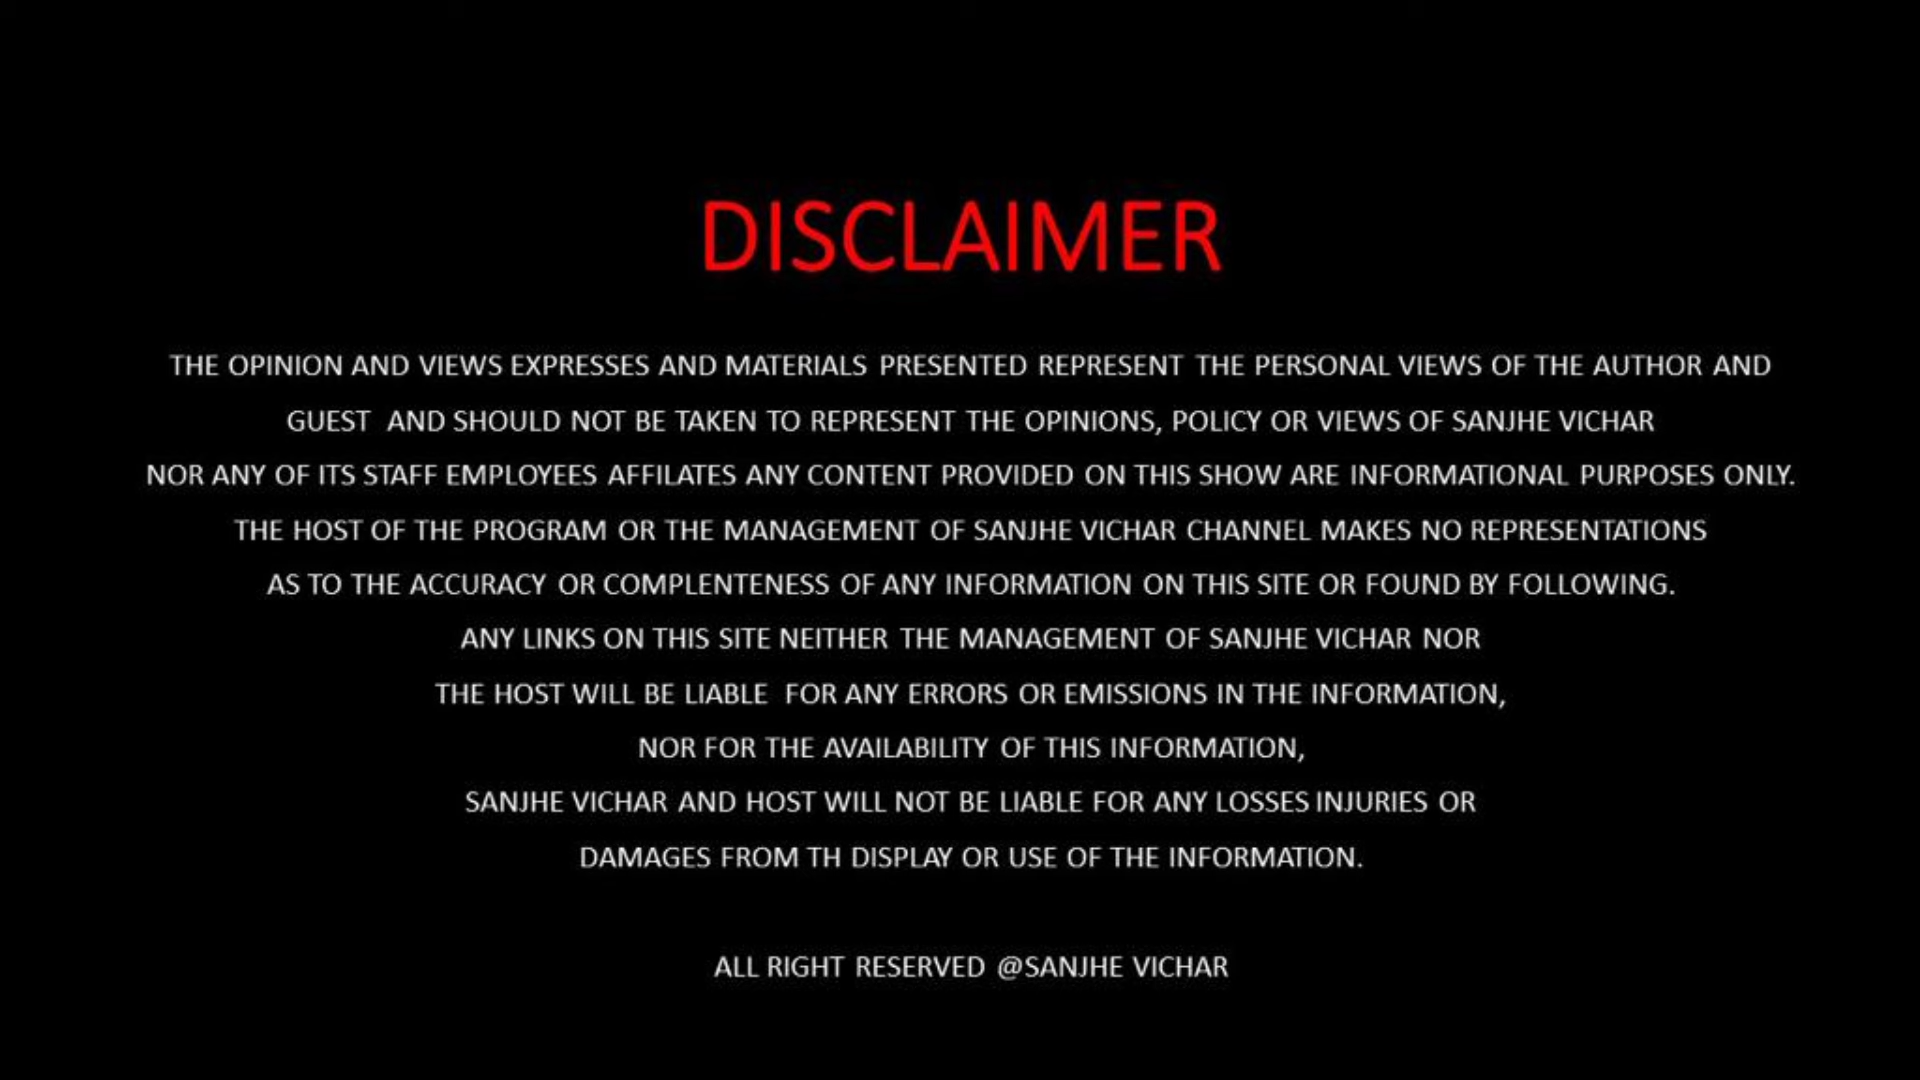 DISCLAIMER
THE OPINION AND VIEWS EXPRESSES AND MATERIALS PRESENTED REPRESENT THE PERSONAL VIEWS OF THE AUTHOR AND
GUEST AND SHOULD NOT BE TAKEN TO REPRESENT THE OPINIONS, POLICY OR VIEWS OF SANJHE VICHAR
NOR ANY OF ITS STAFF EMPLOYEES AFFILATES ANY CONTENT PROVIDED ON THIS SHOW ARE INFORMATIONAL PURPOSES ONLY.
THE HOST OF THE PROGRAM OR THE MANAGEMENT OF SANJHE VICHAR CHANNEL MAKES NO REPRESENTATIONS
AS TO THE ACCURACY OR COMPLENTENESS OF ANY INFORMATION ON THIS SITE OR FOUND BY FOLLOWING.
ANY LINKS ON THIS SITE NEITHER THE MANAGEMENT OF SANJHE VICHAR NOR
THE HOST WILL BE LIABLE FOR ANY ERRORS OR EMISSIONS IN THE INFORMATION,
NOR FOR THE AVAILABILITY OF THIS INFORMATION,
SANJHE VICHAR AND HOST WILL NOT BE LIABLE FOR ANY LOSSES INJURIES OR
DAMAGES FROM TH DISPLAY OR USE OF THE INFORMATION.
ALL RIGHT RESERVED @SANJHE VICHAR